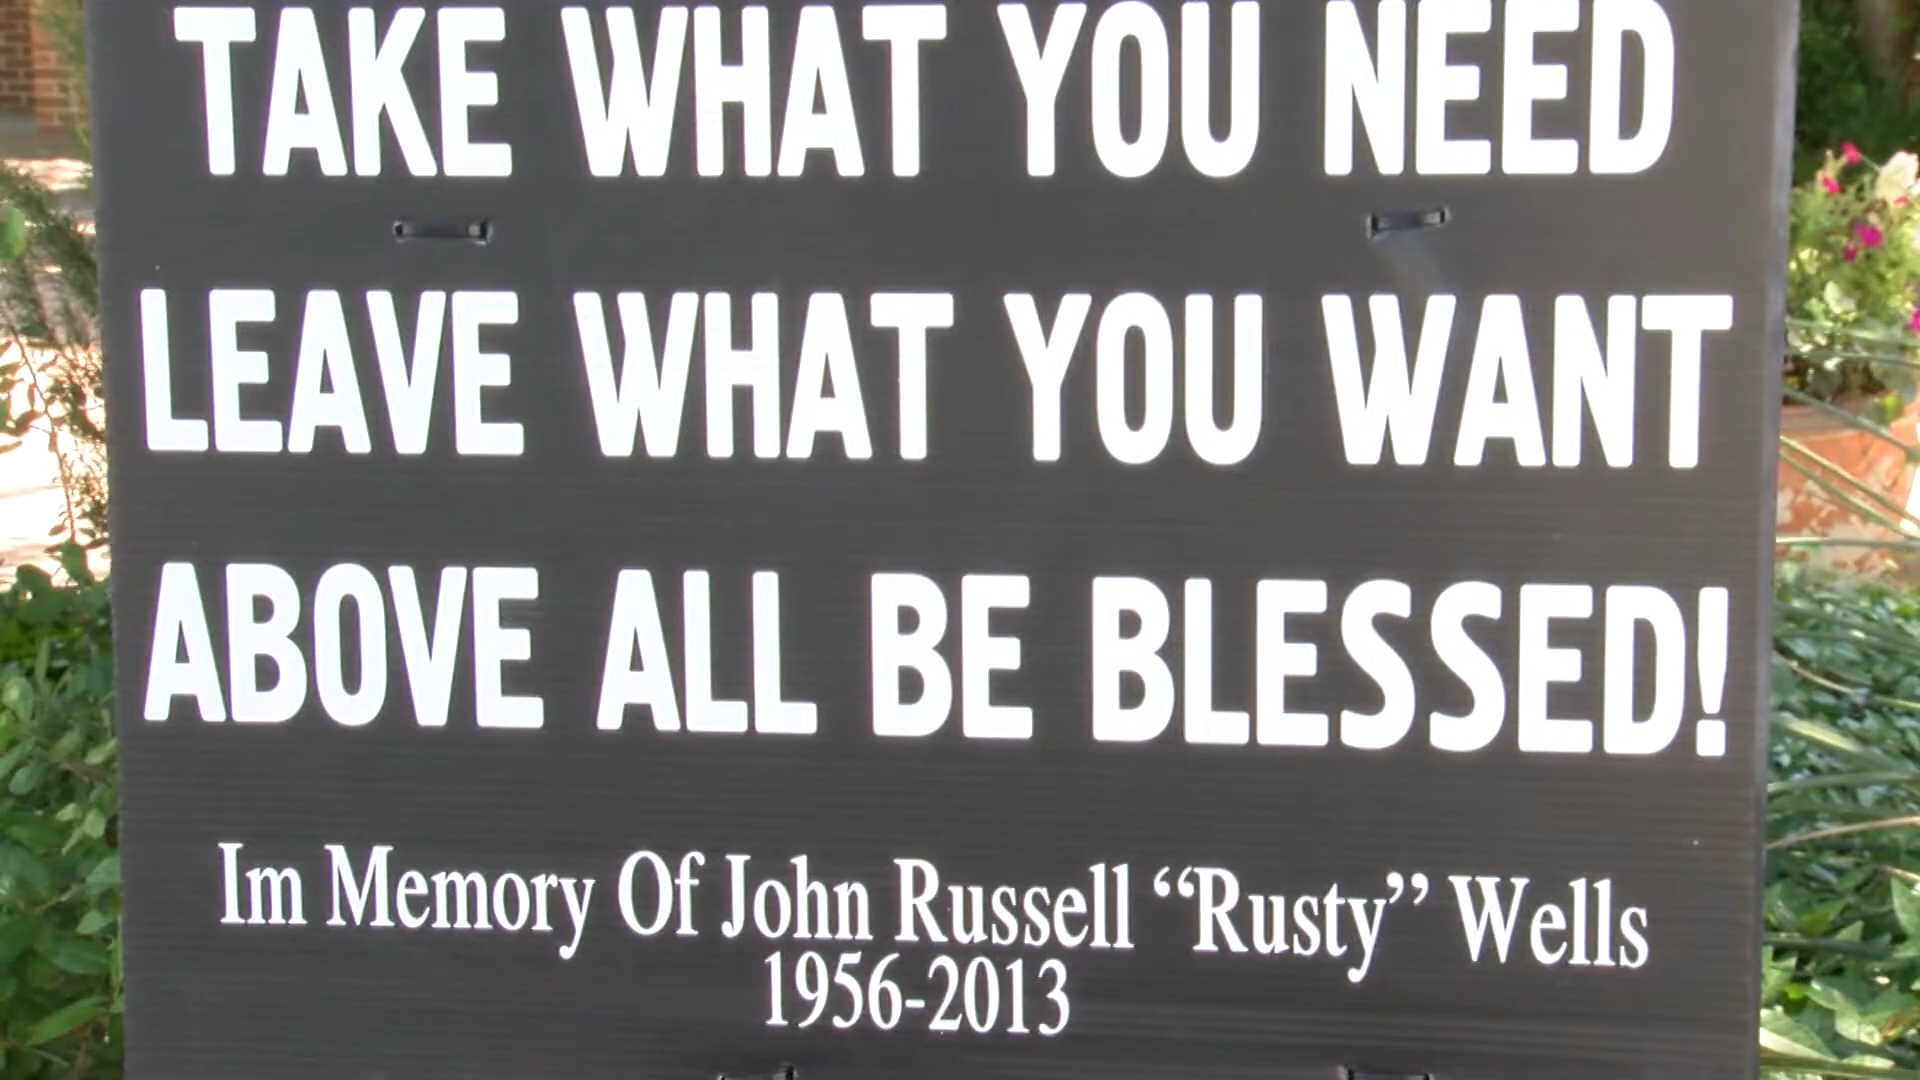 TAKE WHAT YOU NEED
LEAVE WHAT YOU WANT
ABOVE ALL BE BLESSED!
Im Memory Of John Russell “Rusty” Wells
1956-2013